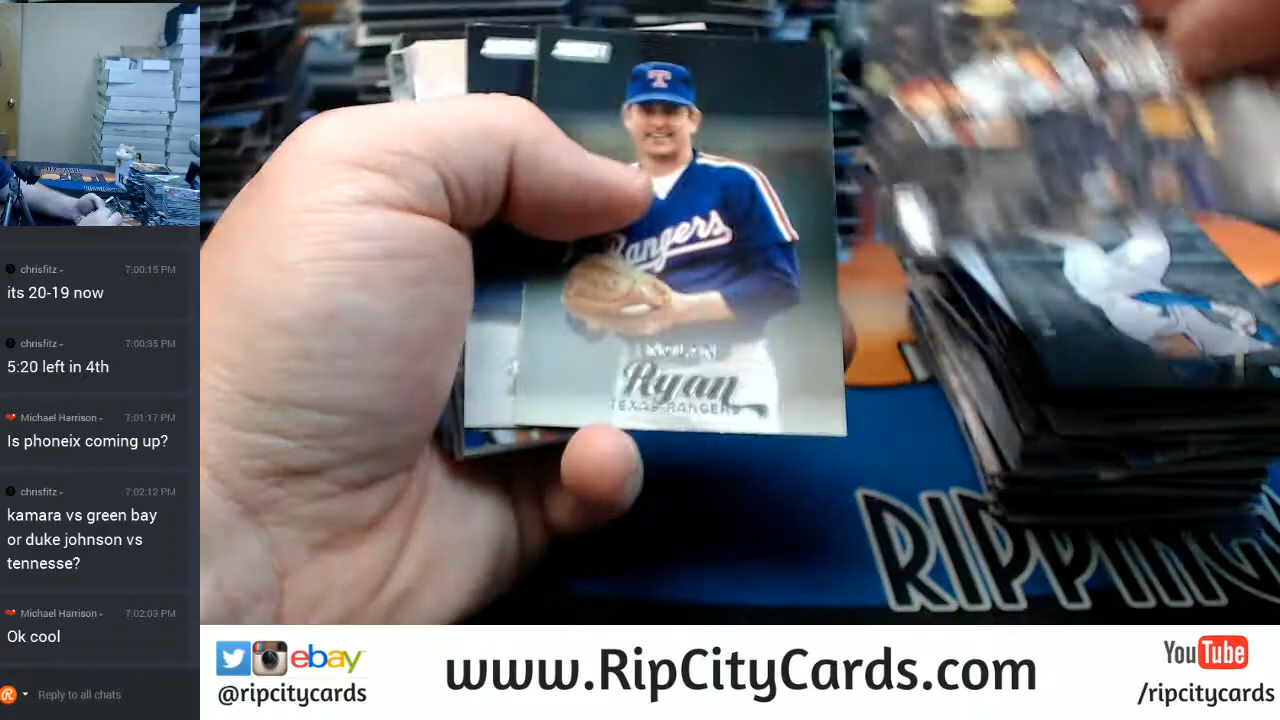 chrisfitz - 7:00:15 PM
its 20-19 now
chrisfitz - 7:00:35 PM
5:20 left in 4th
Michael Harrison - 7:01:17 PM
Is phoneix coming up?
chrisfitz - 7:02:12 PM
kamara vs green bay
or duke johnson vs
tennesse?
Michael Harrison - 7:02:03 PM
Ok cool
Reply to all chats
T
Rangers
Ryan
TEXAS RANGERS
RIPPING
ebay
@ripcitycards
www.RipCityCards.com
YouTube
/ripcitycards